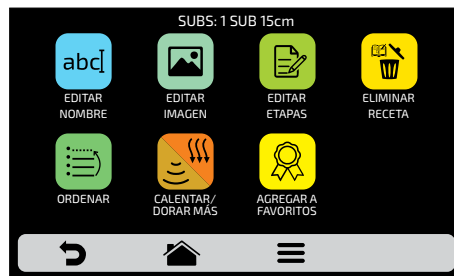 SUBS: 1 SUB 15cm
abc
EDITAR
NOMBRE
EDITAR
IMAGEN
EDITAR
ETAPAS
ELIMINAR
RECETA
ORDENAR
CALENTAR/
DORAR MÁS
AGREGAR A
FAVORITOS